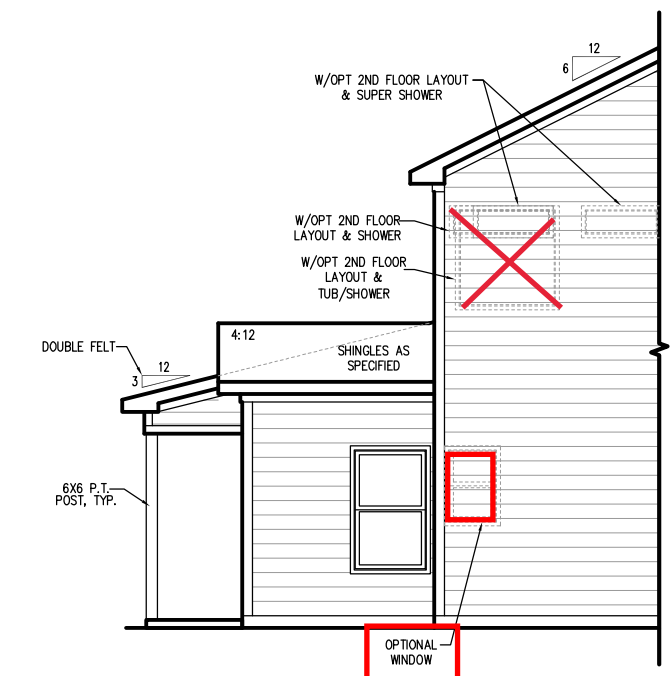 12
6
W/OPT 2ND FLOOR LAYOUT
& SUPER SHOWER
W/OPT 2ND FLOOR
LAYOUT & SHOWER
W/OPT 2ND FLOOR
LAYOUT &
TUB/SHOWER
4:12
SHINGLES AS
SPECIFIED
DOUBLE FELT
12
3
6X6 P.T.
POST, TYP.
OPTIONAL
WINDOW